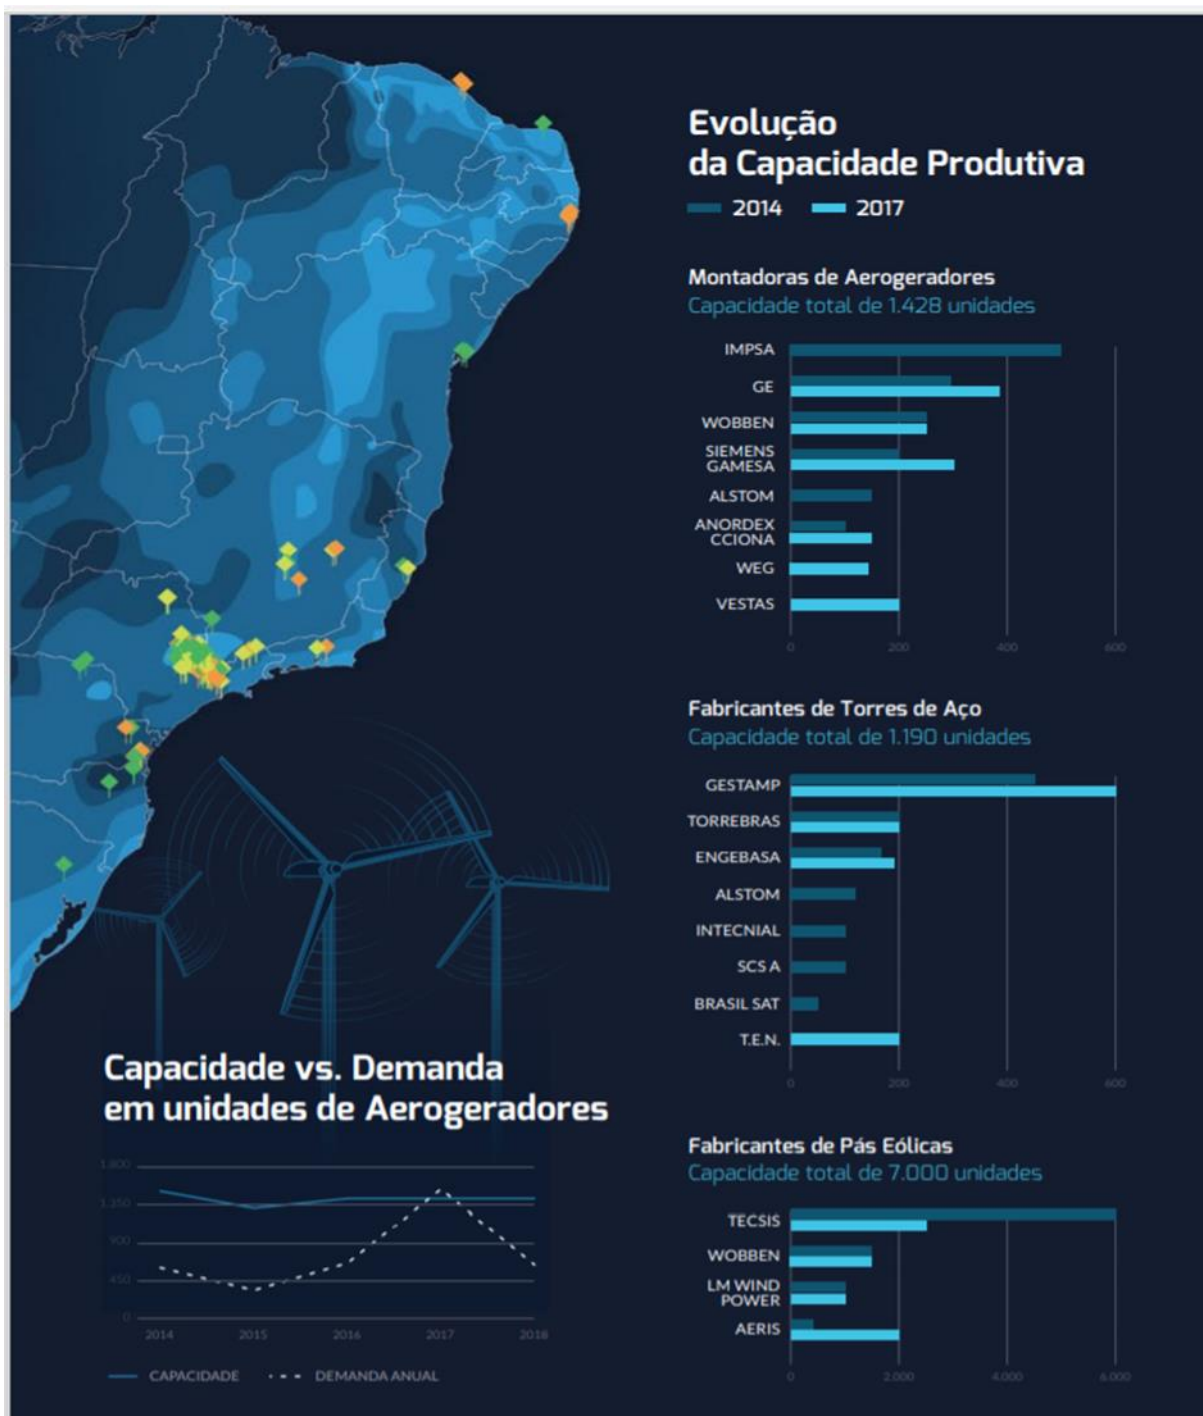 Evolução
da Capacidade Produtiva
2014 2017
Montadoras de Aerogeradores
Capacidade total de 1.428 unidades
IMPSA
GE
WOBBEN
SIEMENS
GAMESA
ALSTOM
ANORDEX
CCIONA
WEG
VESTAS
0 200 400 600
Fabricantes de Torres de Aço
Capacidade total de 1.190 unidades
GESTAMP
TORREBRAS
ENGEBASA
ALSTOM
INTECNIAL
SCS A
BRASIL SAT
T.E.N.
0 200 400 600
Fabricantes de Pás Eólicas
Capacidade total de 7.000 unidades
TECSIS
WOBBEN
LM WIND
POWER
AERIS
0 2.000 4.000 6.000
Capacidade vs. Demanda
em unidades de Aerogeradores
1.800
1.350
900
450
0
2014 2015 2016 2017 2018
CAPACIDADE DEMANDA ANUAL